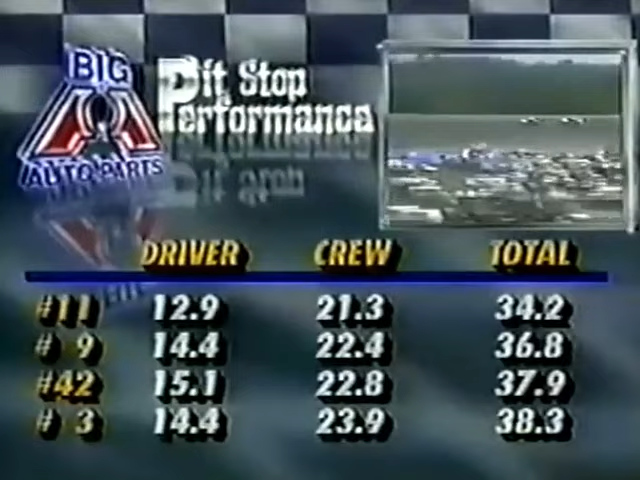 BIG
A
AUTO PARTS
Pit Stop
Performance
DRIVER CREW TOTAL
#11 12.9 21.3 34.2
# 9 14.4 22.4 36.8
#42 15.1 22.8 37.9
# 3 14.4 23.9 38.3